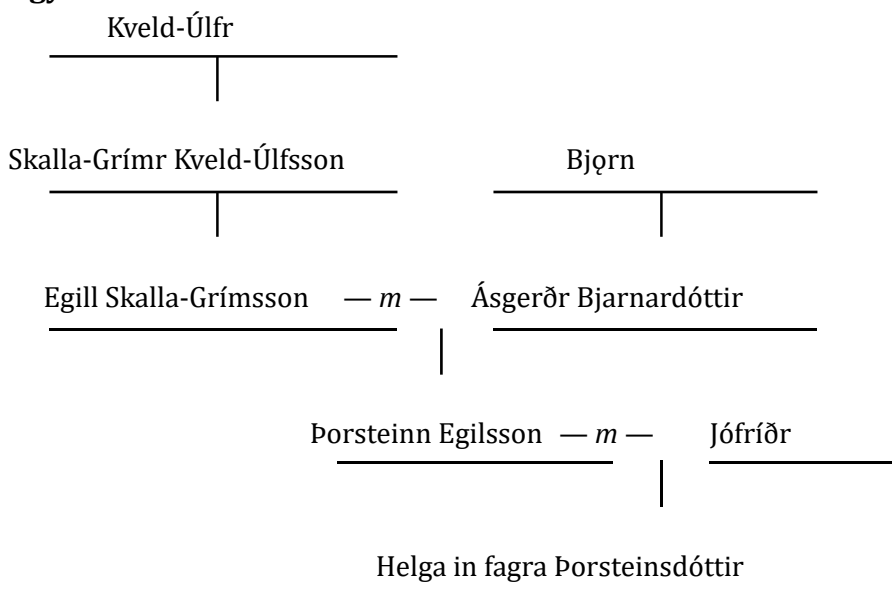 Kveld-Úlfr
Skalla-Grímr Kveld-Úlfsson Bjǫrn
Egill Skalla-Grímsson — m — Ásgerðr Bjarnardóttir
Þorsteinn Egilsson — m — Jófríðr
Helga in fagra Þorsteinsdóttir